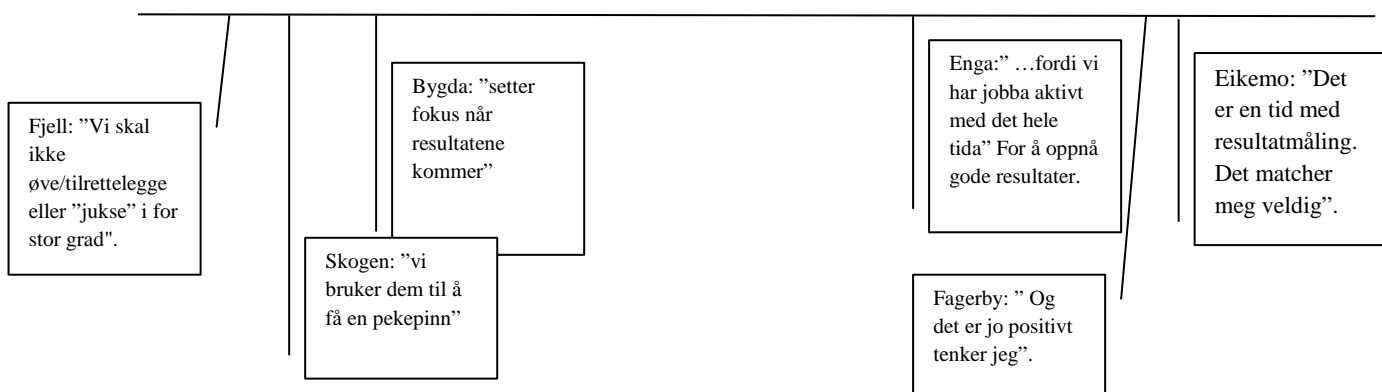 Fjell: ”Vi skal
ikke
øve/tilrettelegge
eller ”jukse” i for
stor grad".
Bygda: ”setter
fokus når
resultatene
kommer”
Skogen: ”vi
bruker dem til å
få en pekepinn”
Enga:” …fordi vi
har jobba aktivt
med det hele
tida” For å oppnå
gode resultater.
Fagerby: ” Og
det er jo positivt
tenker jeg”.
Eikemo: ”Det
er en tid med
resultatmåling.
Det matcher
meg veldig”.